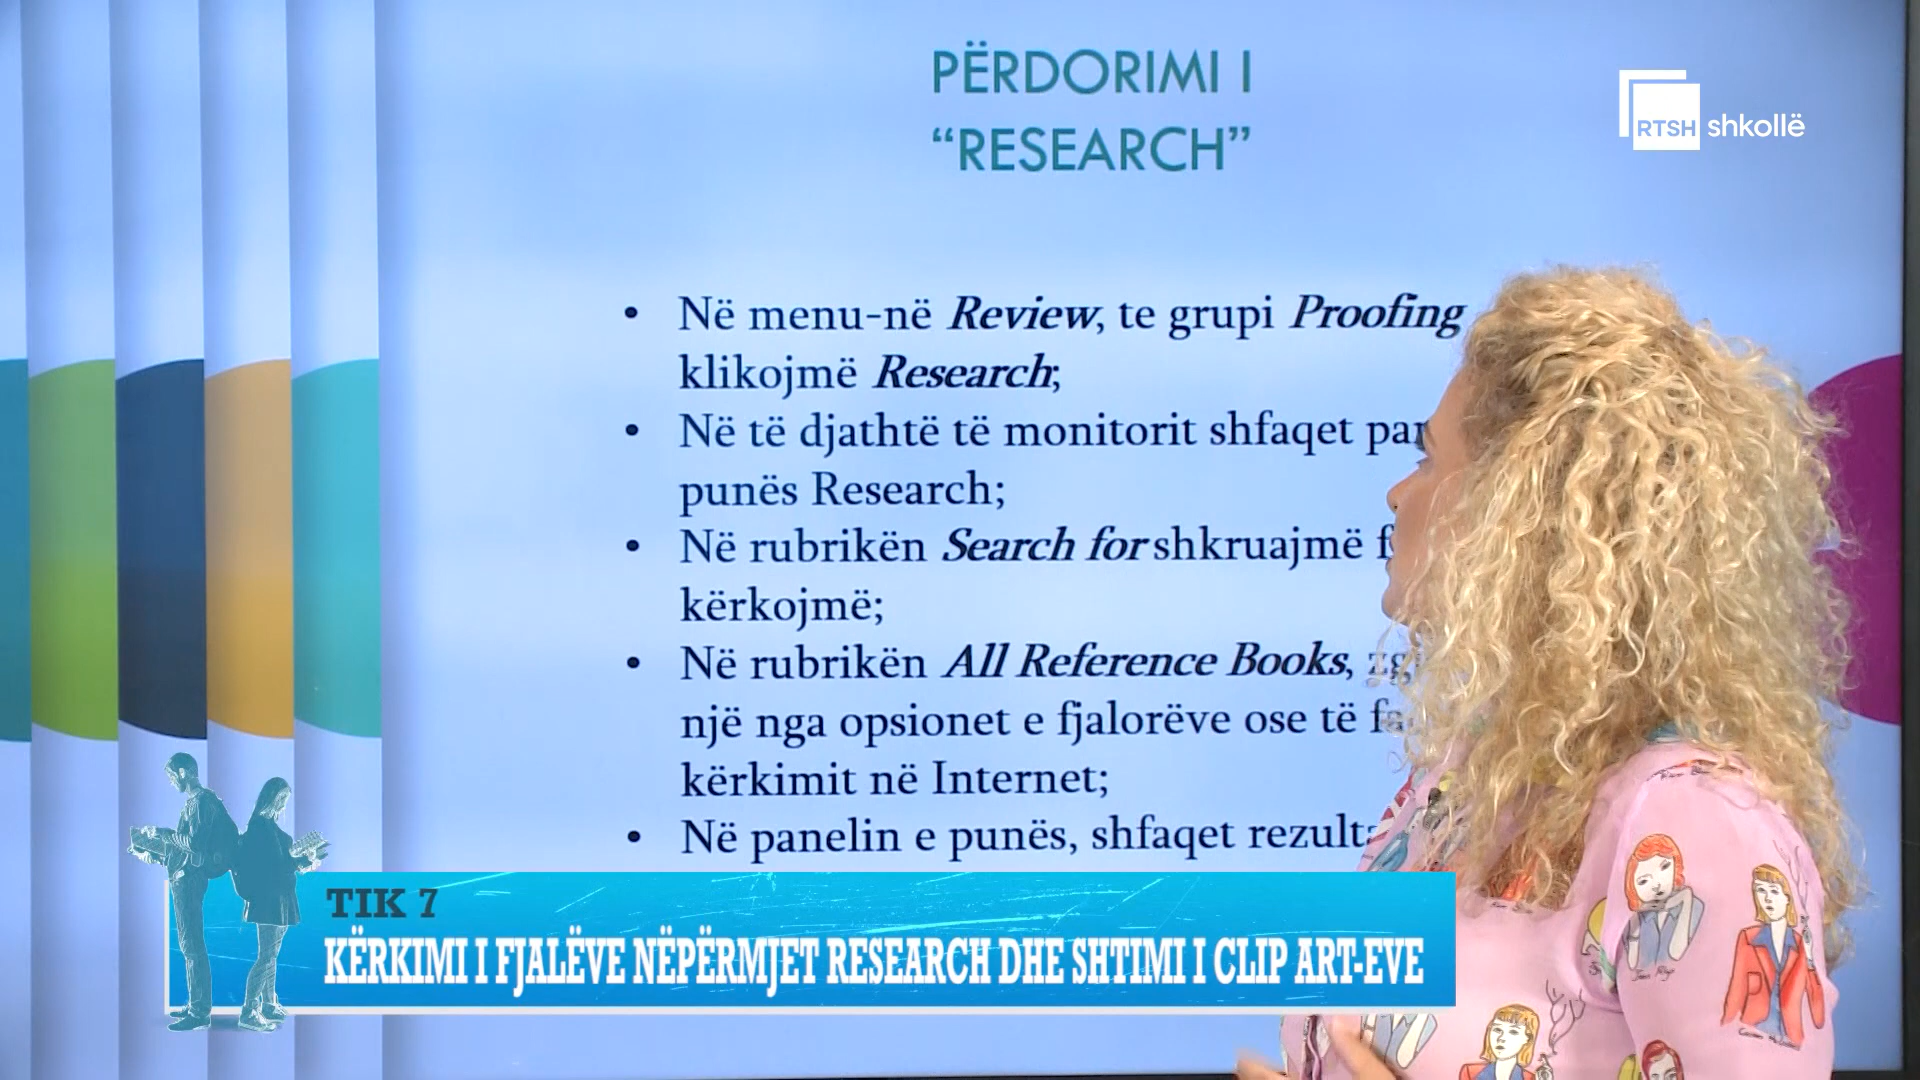 PËRDORIMI I
“RESEARCH”
RTSH shkollë
• Në menu-në Review, te grupi Proofing
klikojmë Research;
• Në të djathtë të monitorit shfaqet
punës Research;
• Në rubrikën Search for shkruajmë
kërkojmë;
• Në rubrikën All Reference Books,
një nga opsionet e fjalorëve ose të
kërkimit në Internet;
• Në panelin e punës, shfaqet
TIK 7
KËRKIMI I FJALËVE NËPËRMJET RESEARCH DHE SHTIMI I CLIP ART-EVE